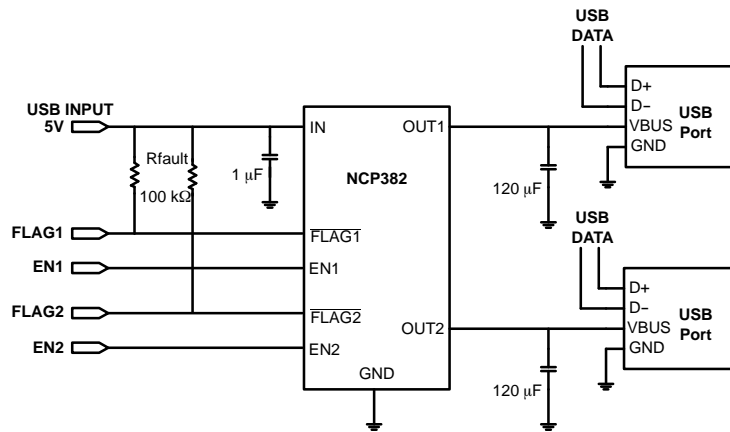 USB
DATA
D+
D−
VBUS
GND
USB
Port
USB INPUT
5V
IN
OUT1
Rfault
100 kΩ
1 μF
NCP382
120 μF
FLAG1
FLAG1
EN1
EN1
FLAG2
FLAG2
EN2
EN2
OUT2
GND
USB
DATA
D+
D−
VBUS
GND
USB
Port
120 μF